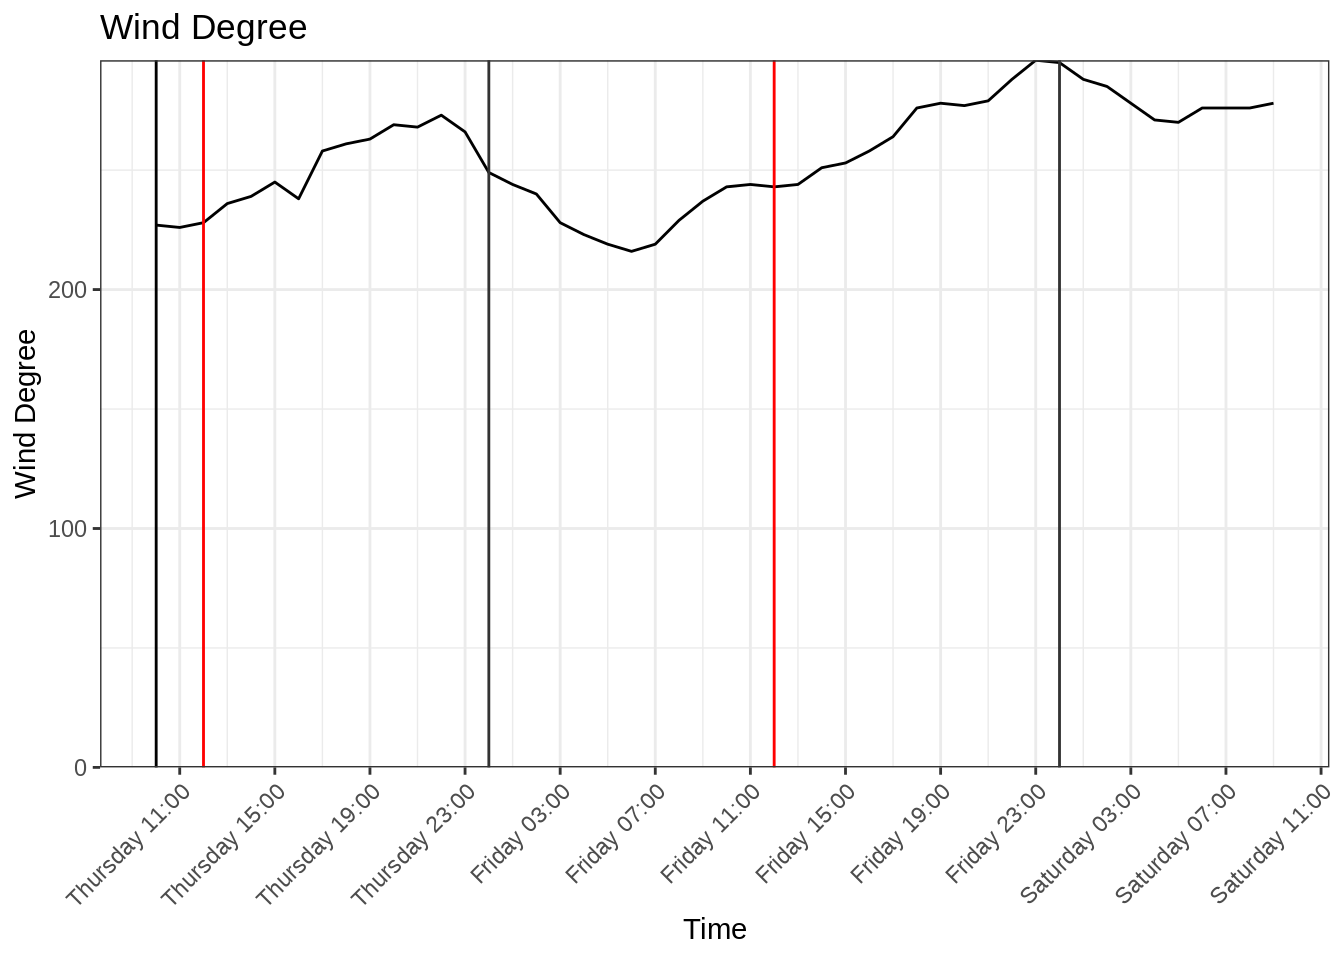 Wind Degree
Wind Degree
200
100
0
Thursday 11:00
Thursday 15:00
Thursday 19:00
Thursday 23:00
Friday 03:00
Friday 07:00
Friday 11:00
Friday 15:00
Friday 19:00
Friday 23:00
Saturday 03:00
Saturday 07:00
Saturday 11:00
Time